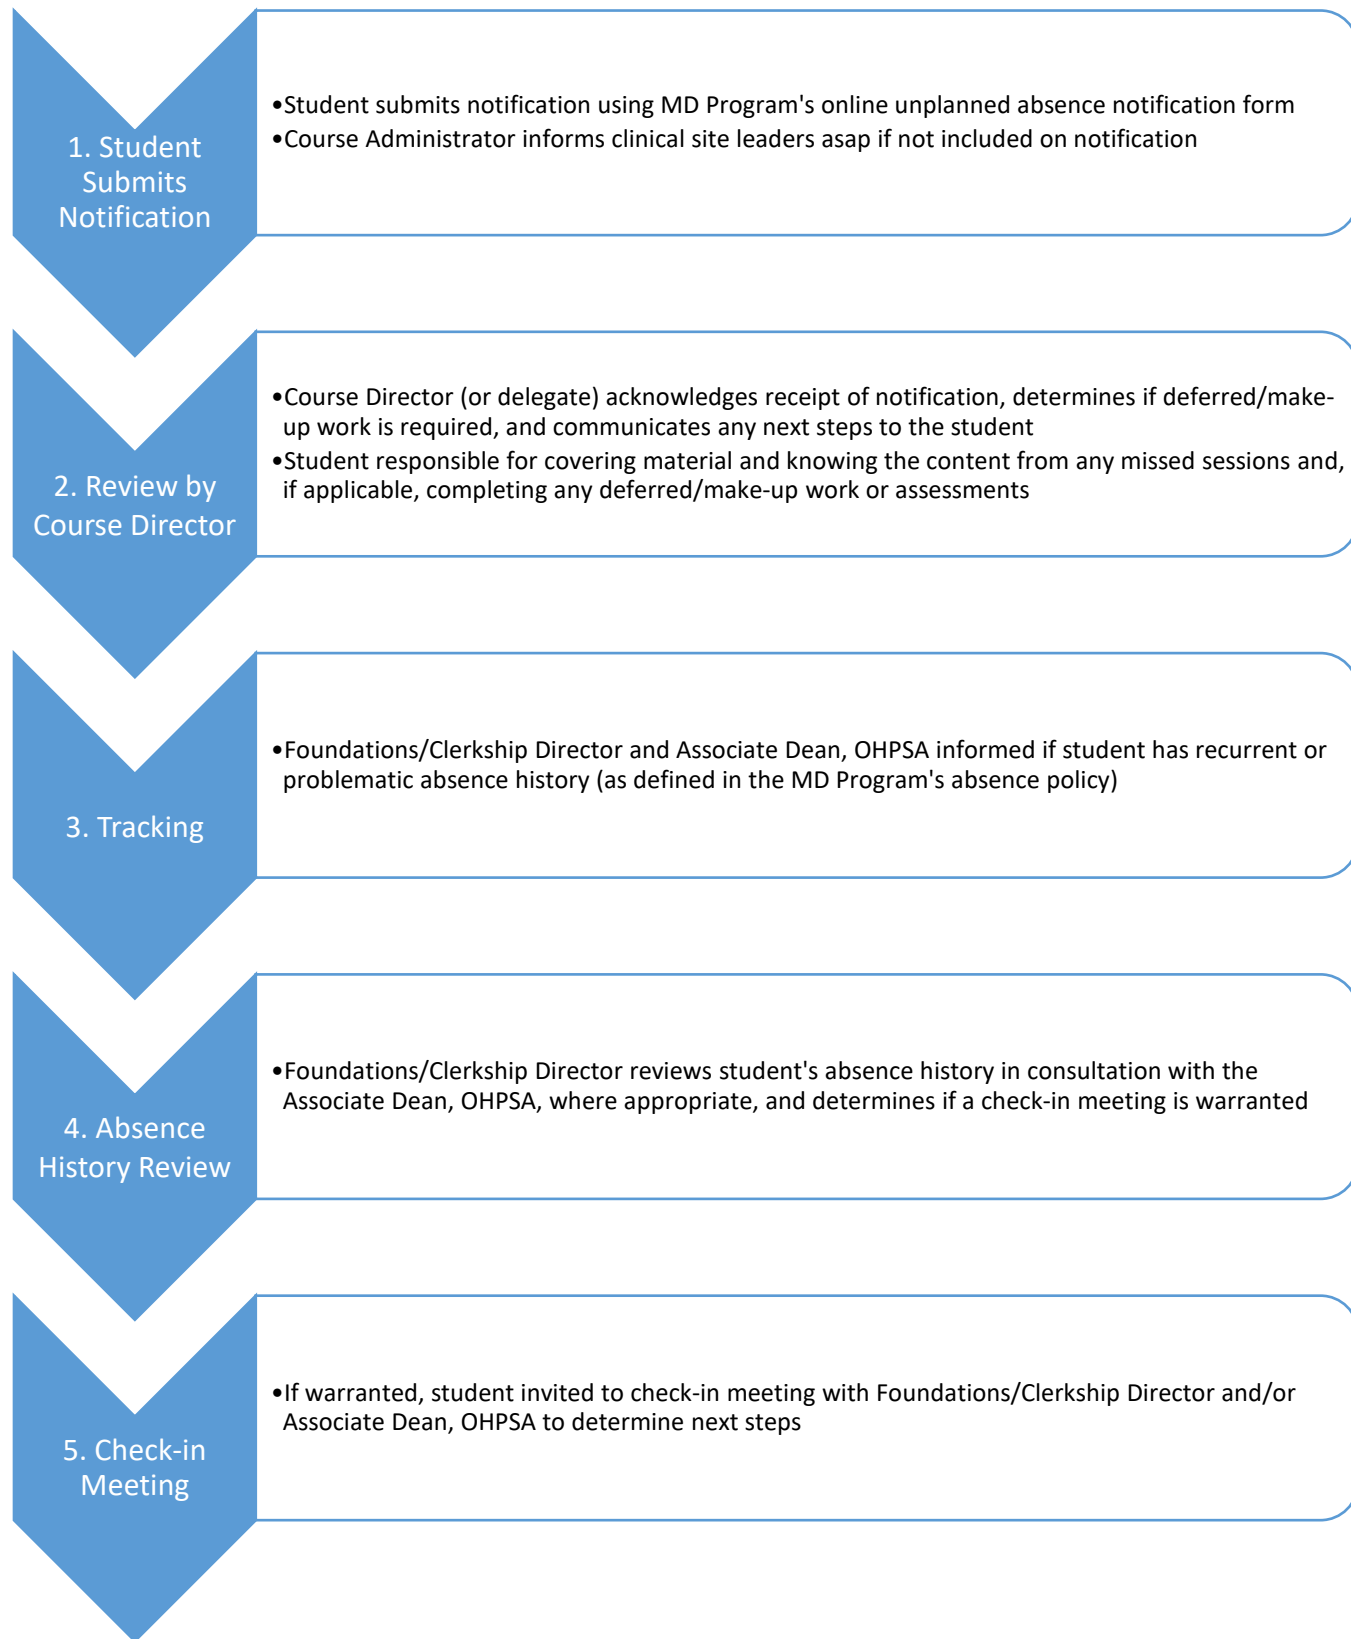 1. Student
Submits
Notification
•Student submits notification using MD Program's online unplanned absence notification form
•Course Administrator informs clinical site leaders asap if not included on notification
2. Review by
Course Director
•Course Director (or delegate) acknowledges receipt of notification, determines if deferred/make-
up work is required, and communicates any next steps to the student
•Student responsible for covering material and knowing the content from any missed sessions and,
if applicable, completing any deferred/make-up work or assessments
3. Tracking
•Foundations/Clerkship Director and Associate Dean, OHPSA informed if student has recurrent or
problematic absence history (as defined in the MD Program's absence policy)
4. Absence
History Review
•Foundations/Clerkship Director reviews student's absence history in consultation with the
Associate Dean, OHPSA, where appropriate, and determines if a check-in meeting is warranted
5. Check-in
Meeting
•If warranted, student invited to check-in meeting with Foundations/Clerkship Director and/or
Associate Dean, OHPSA to determine next steps